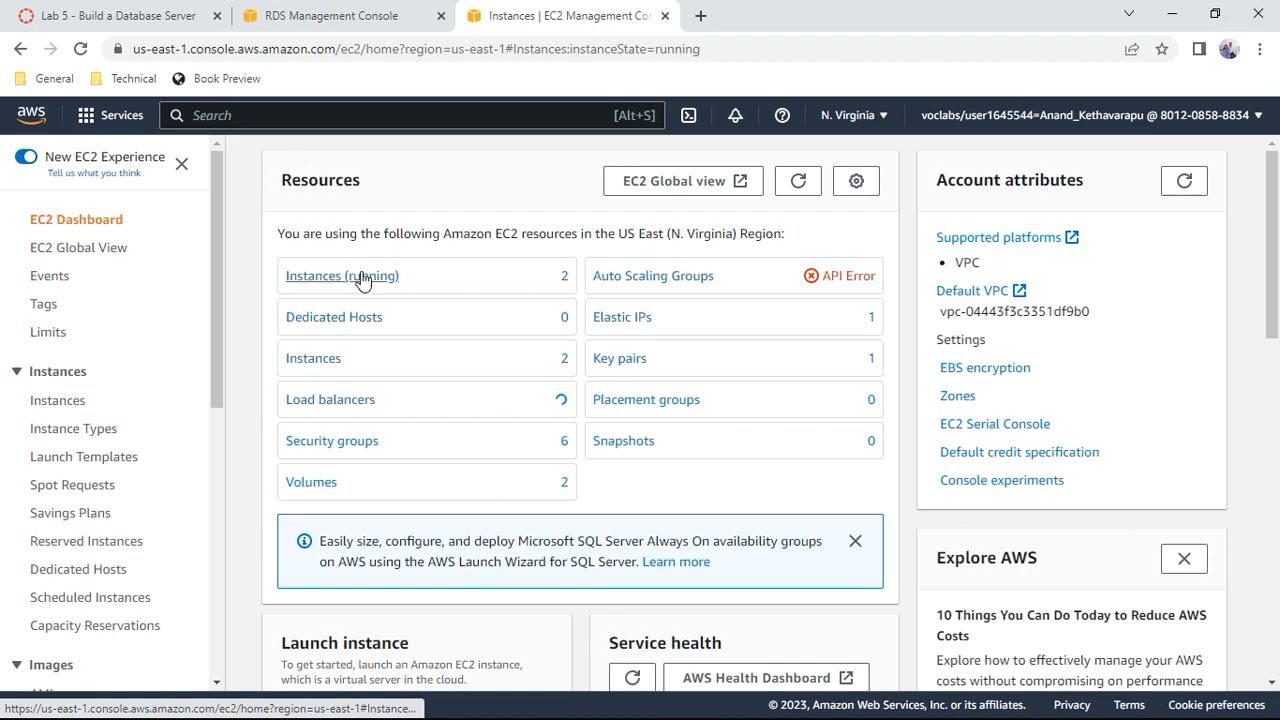 Lab 5 - Build a Database Server
RDS Management Console
Instances | EC2 Management Con
us-east-1.console.aws.amazon.com/ec2/home?region=us-east-1#Instances:instanceState=running
General
Technical
Book Preview
aws
Services
Search
[Alt+S]
N. Virginia
voclabs/user1645544=Anand_Kethavarapu @ 8012-0858-8834
New EC2 Experience
Tell us what you think
EC2 Dashboard
EC2 Global View
Events
Tags
Limits
Instances
Instances
Instance Types
Launch Templates
Spot Requests
Savings Plans
Reserved Instances
Dedicated Hosts
Scheduled Instances
Capacity Reservations
Images
Resources
EC2 Global view
You are using the following Amazon EC2 resources in the US East (N. Virginia) Region:
Instances (running) 2
Auto Scaling Groups API Error
Dedicated Hosts 0
Elastic IPs 1
Instances 2
Key pairs 1
Load balancers
Placement groups 0
Security groups 6
Snapshots 0
Volumes 2
Easily size, configure, and deploy Microsoft SQL Server Always On availability groups
on AWS using the AWS Launch Wizard for SQL Server. Learn more
Launch instance
To get started, launch an Amazon EC2 instance,
which is a virtual server in the cloud.
Service health
AWS Health Dashboard
Account attributes
Supported platforms
• VPC
Default VPC
vpc-04443f3c3351df9b0
Settings
EBS encryption
Zones
EC2 Serial Console
Default credit specification
Console experiments
Explore AWS
10 Things You Can Do Today to Reduce AWS
Costs
Explore how to effectively manage your AWS
costs without compromising on performance
https://us-east-1.console.aws.amazon.com/ec2/home?region=us-east-1#Instance...
© 2023, Amazon Web Services, Inc. or its affiliates.
Privacy
Terms
Cookie preferences